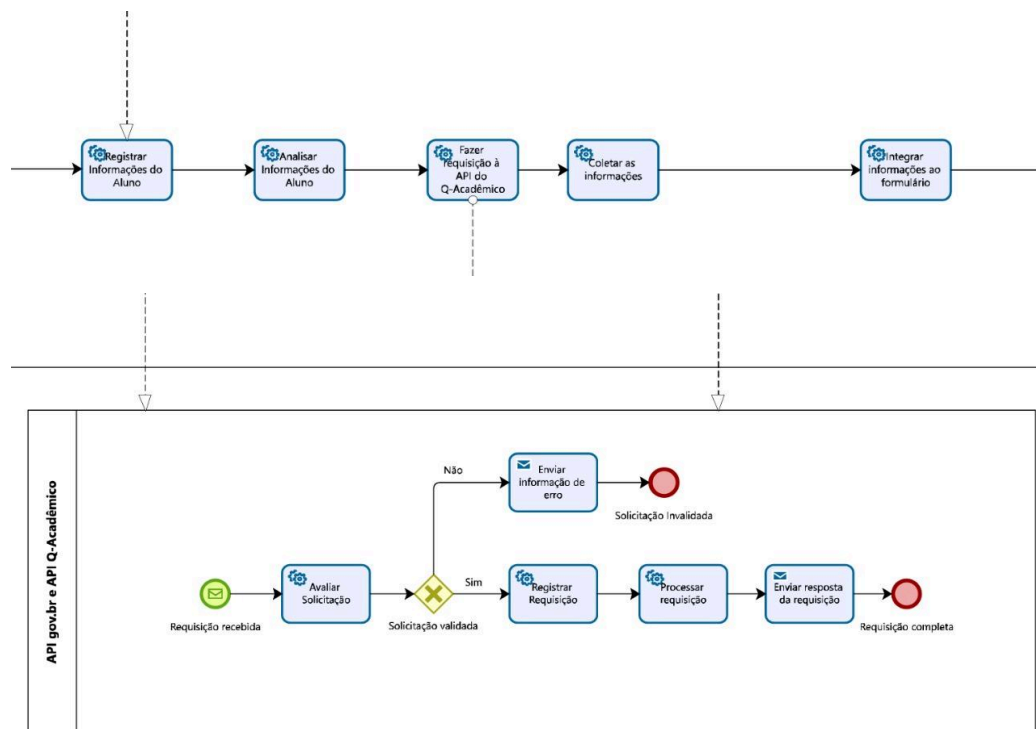 Registrar
Informações do
Aluno
Analisar
Informações do
Aluno
Fazer
requisição à
API do
Q-Acadêmico
Coletar as
informações
Integrar
informações ao
formulário
API gov.br e API Q-Acadêmico
Requisição recebida
Avaliar
Solicitação
Solicitação validada
Não
Enviar
informação de
erro
Solicitação Invalidada
Sim
Registrar
Requisição
Processar
requisição
Enviar resposta
da requisição
Requisição completa